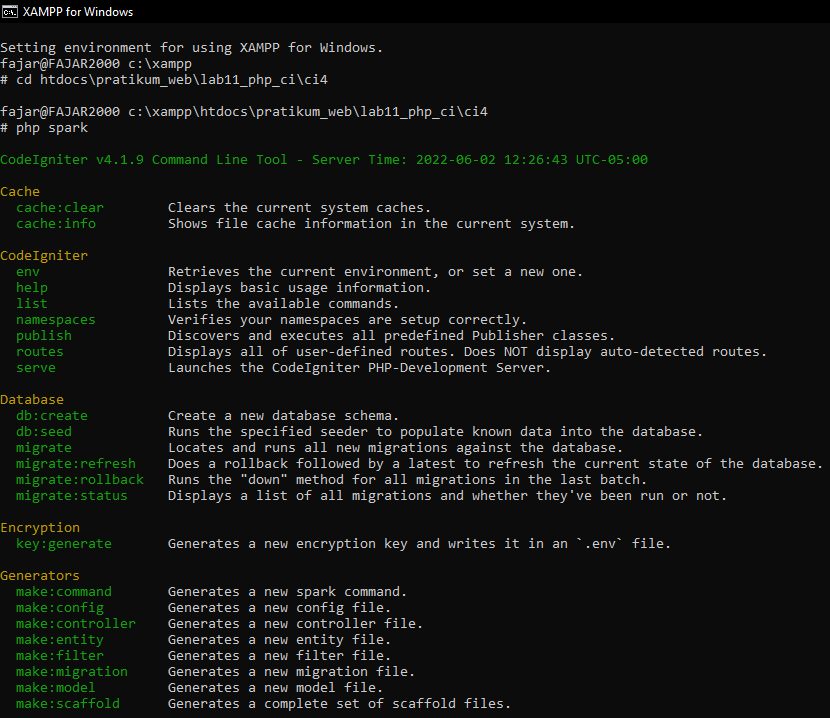 XAMPP for Windows
Setting environment for using XAMPP for Windows.
fajar@FAJAR2000 c:\xampp
# cd htdocs\pratikum_web\lab11_php_ci\ci4
fajar@FAJAR2000 c:\xampp\htdocs\pratikum_web\lab11_php_ci\ci4
# php spark
CodeIgniter v4.1.9 Command Line Tool - Server Time: 2022-06-02 12:26:43 UTC-05:00
Cache
cache:clear Clears the current system caches.
cache:info Shows file cache information in the current system.
CodeIgniter
env Retrieves the current environment, or set a new one.
help Displays basic usage information.
list Lists the available commands.
namespaces Verifies your namespaces are setup correctly.
publish Discovers and executes all predefined Publisher classes.
routes Displays all of user-defined routes. Does NOT display auto-detected routes.
serve Launches the CodeIgniter PHP-Development Server.
Database
db:create Create a new database schema.
db:seed Runs the specified seeder to populate known data into the database.
migrate Locates and runs all new migrations against the database.
migrate:refresh Does a rollback followed by a latest to refresh the current state of the database.
migrate:rollback Runs the "down" method for all migrations in the last batch.
migrate:status Displays a list of all migrations and whether they've been run or not.
Encryption
key:generate Generates a new encryption key and writes it in an `.env` file.
Generators
make:command Generates a new spark command.
make:config Generates a new config file.
make:controller Generates a new controller file.
make:entity Generates a new entity file.
make:filter Generates a new filter file.
make:migration Generates a new migration file.
make:model Generates a new model file.
make:scaffold Generates a complete set of scaffold files.